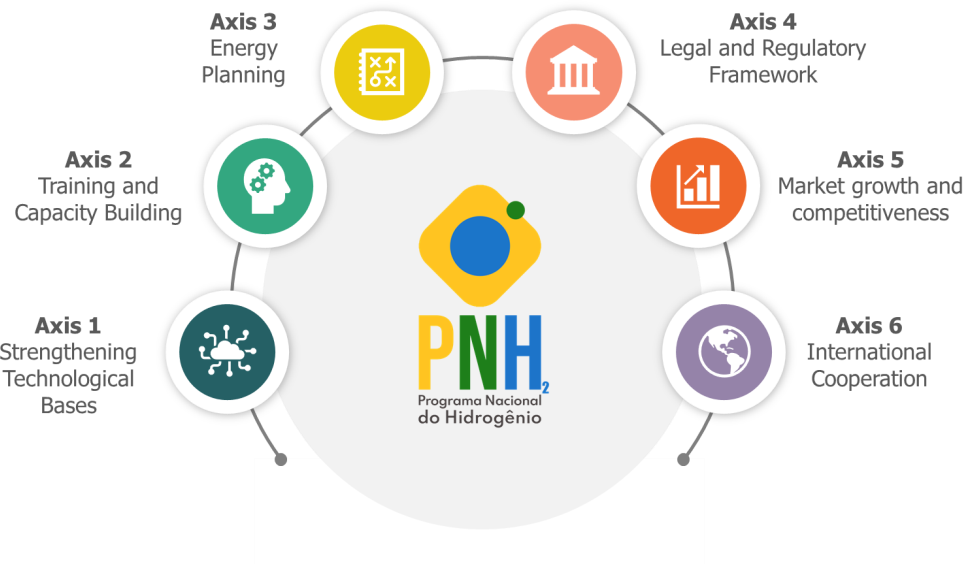 Axis 3
Energy
Planning
Axis 4
Legal and Regulatory
Framework
Axis 2
Training and
Capacity Building
Axis 5
Market growth and
competitiveness
Axis 1
Strengthening
Technological
Bases
PNH2
Programa Nacional
do Hidrogênio
Axis 6
International
Cooperation